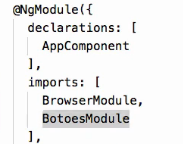 @NgModule({
  declarations: [
    AppComponent
  ],
  imports: [
    BrowserModule,
    BotoesModule
  ],